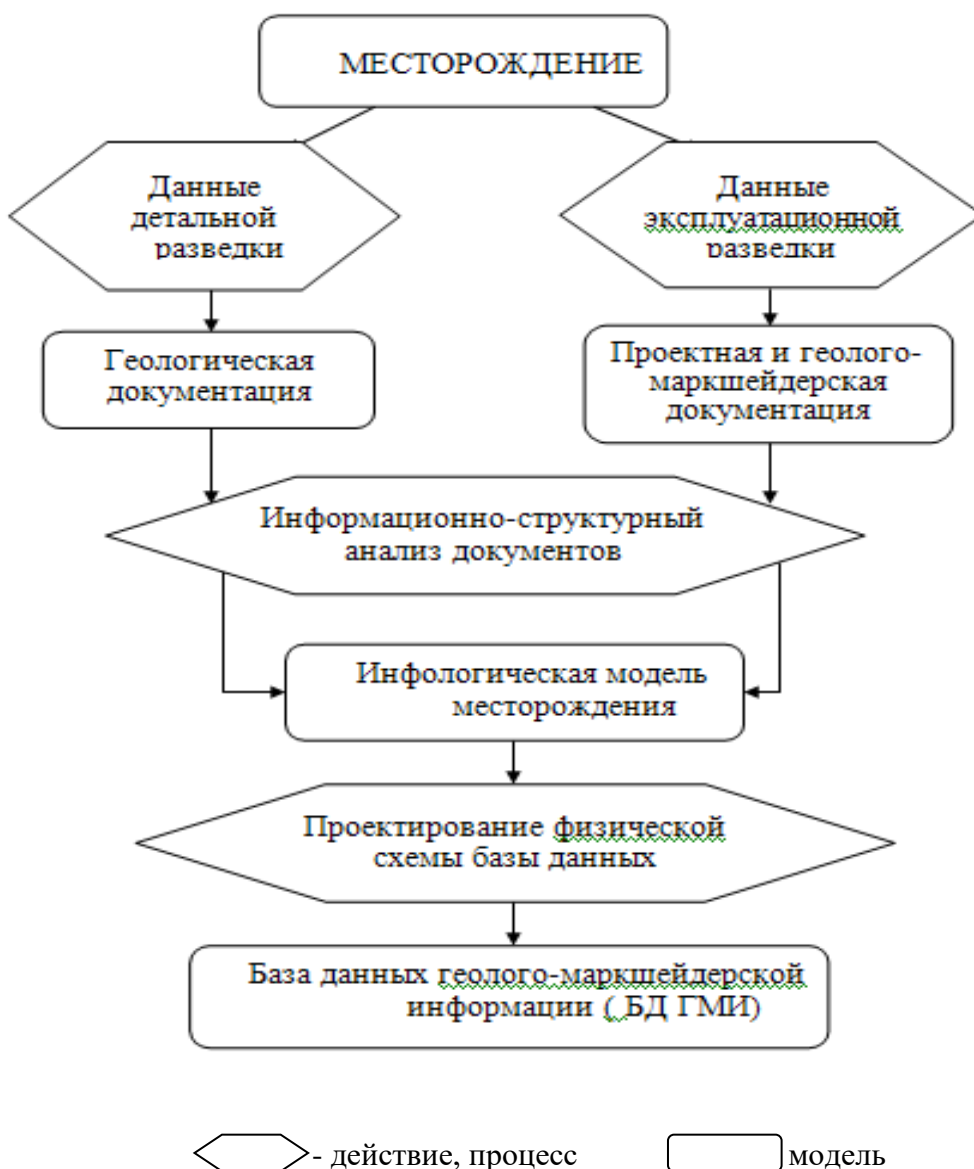 МЕСТОРОЖДЕНИЕ
Данные
детальной
разведки
Данные
эксплуатационной
разведки
Геологическая
документация
Проектная и геолого-
маркшейдерская
документация
Информационно-структурный
анализ документов
Инфологическая модель
месторождения
Проектирование физической
схемы базы данных
База данных геолого-маркшейдерской
информации ( БД ГМИ)
- действие, процесс
модель